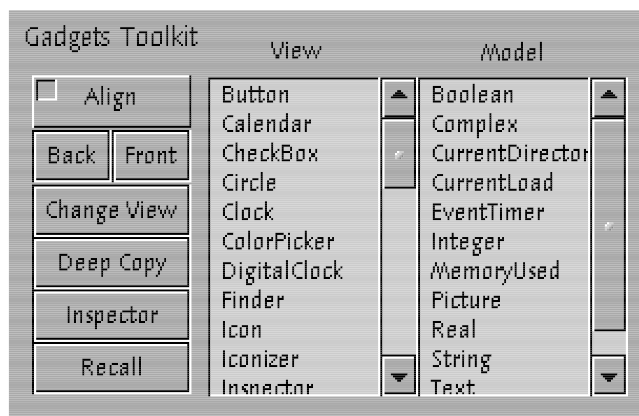 Gadgets Toolkit
View
Model
Align
Back
Front
Change View
Deep Copy
Inspector
Recall
Button
Calendar
CheckBox
Circle
Clock
ColorPicker
DigitalClock
Finder
Icon
Iconizer
Inspector
Boolean
Complex
CurrentDirector
CurrentLoad
EventTimer
Integer
MemoryUsed
Picture
Real
String
Text